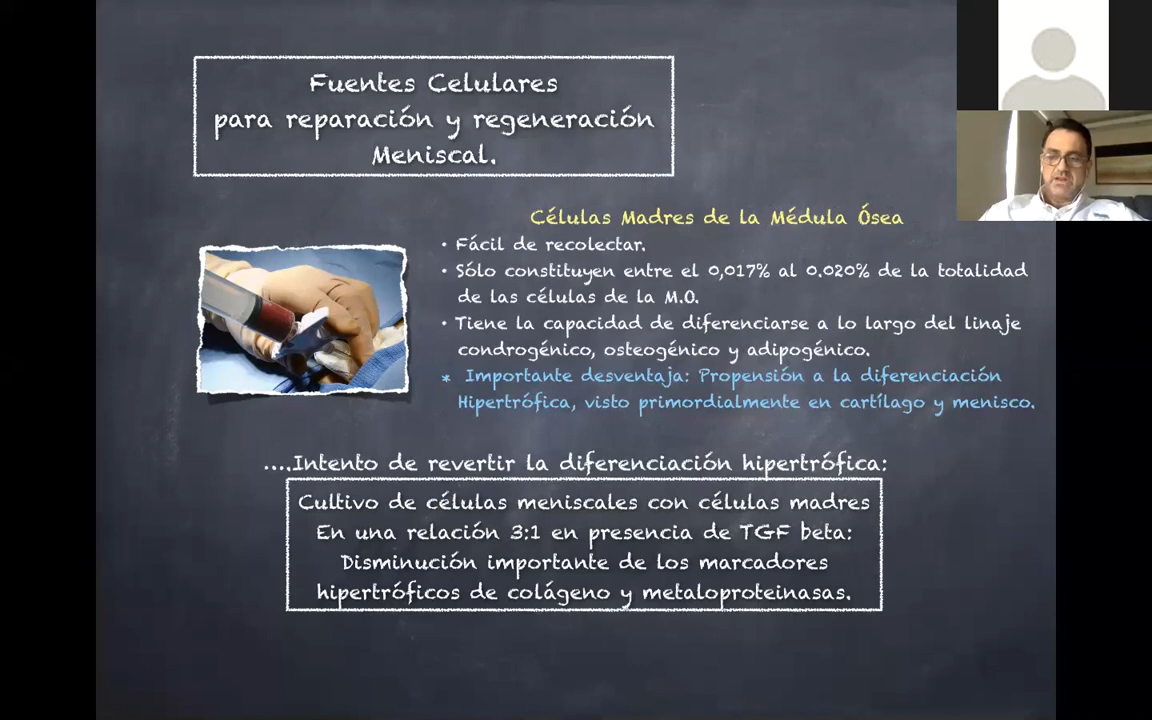 Fuentes Celulares
para reparación y regeneración
Meniscal.
Células Madres de la Médula Ósea
• Fácil de recolectar.
• Sólo constituyen entre el 0,017% al 0.020% de la totalidad
de las células de la M.O.
• Tiene la capacidad de diferenciarse a lo largo del linaje
condrogénico, osteogénico y adipogénico.
* Importante desventaja: Propensión a la diferenciación
Hipertrófica, visto primordialmente en cartílago y menisco.
....Intento de revertir la diferenciación hipertrófica:
Cultivo de células meniscales con células madres
En una relación 3:1 en presencia de TGF beta:
Disminución importante de los marcadores
hipertróficos de colágeno y metaloproteinasas.